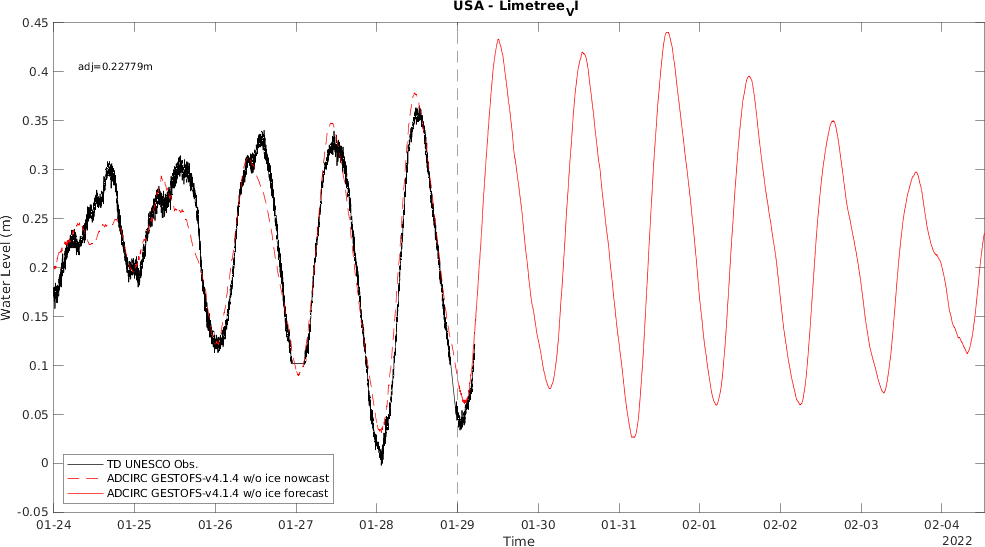 USA - Limetree_VI
adj=0.22779m
0.45
0.4
0.35
0.3
0.25
0.2
0.15
0.1
0.05
0
-0.05
Water Level (m)
TD UNESCO Obs.
ADCIRC GESTOFS-v4.1.4 w/o ice nowcast
ADCIRC GESTOFS-v4.1.4 w/o ice forecast
01-24 01-25 01-26 01-27 01-28 01-29 01-30 01-31 02-01 02-02 02-03 02-04
Time
2022